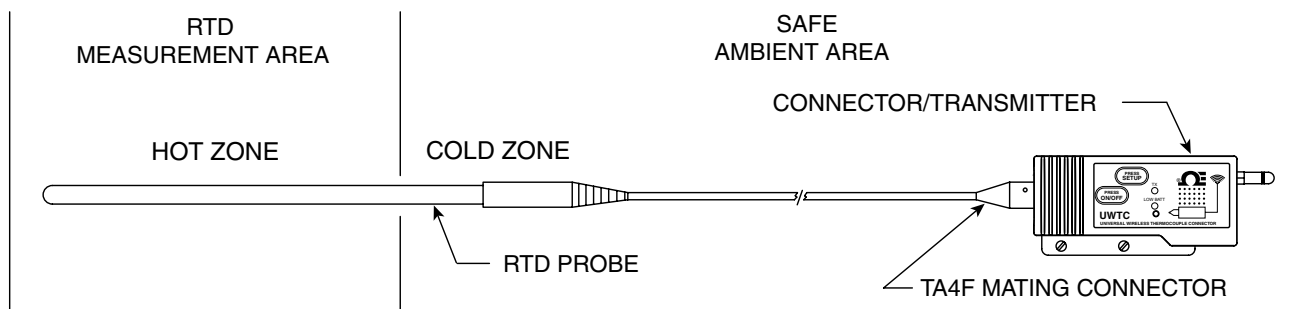 RTD
MEASUREMENT AREA
SAFE
AMBIENT AREA
CONNECTOR/TRANSMITTER
HOT ZONE
COLD ZONE
PRESS
SETUP
PRESS
ON/OFF
TX
LOW BATT
®
UWTC
UNIVERSAL WIRELESS THERMOCOUPLE CONNECTOR
RTD PROBE
TA4F MATING CONNECTOR